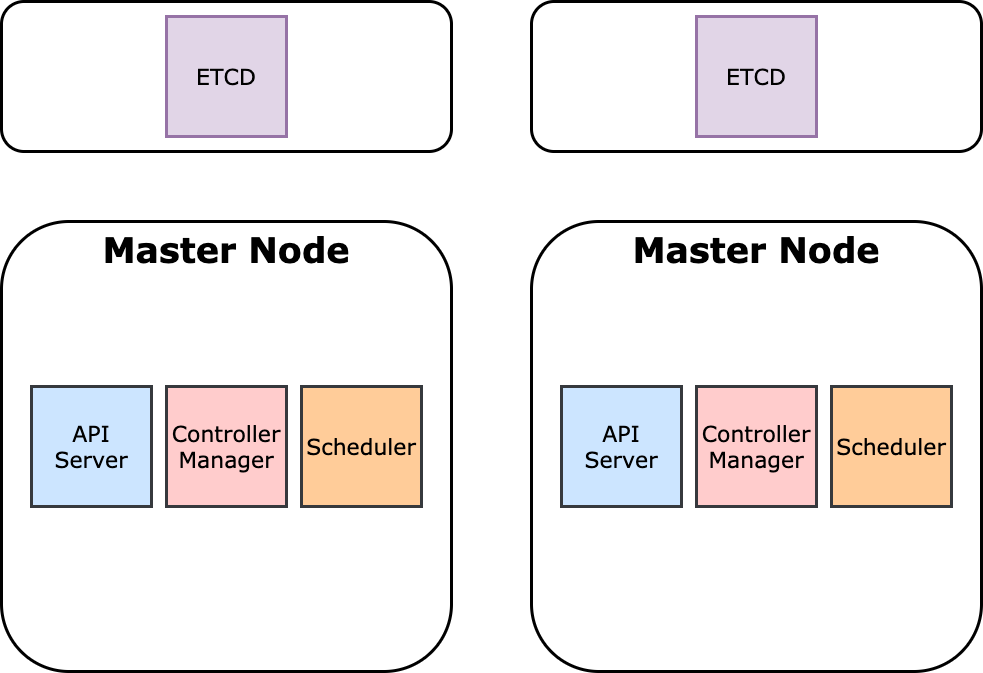 ETCD
ETCD
Master Node
API
Server
Controller
Manager
Scheduler
Master Node
API
Server
Controller
Manager
Scheduler